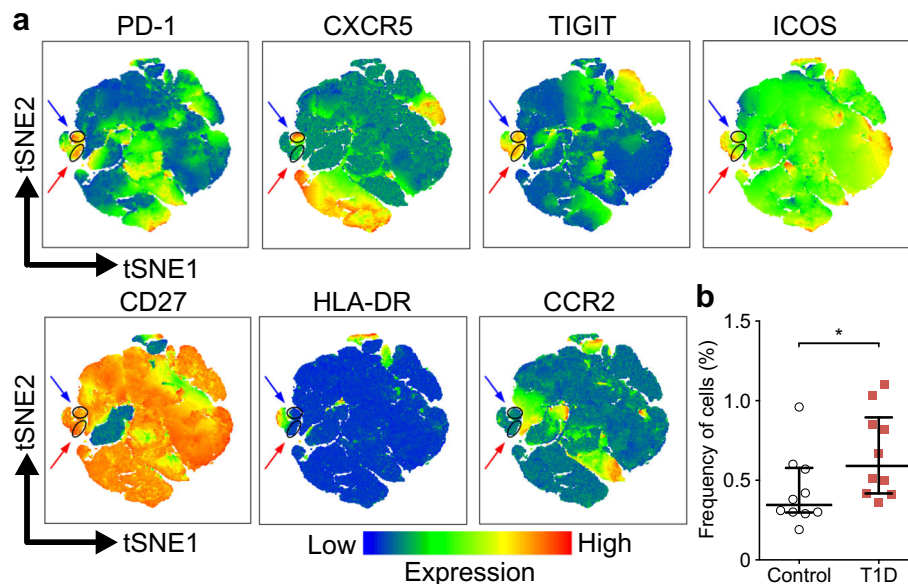 a
PD-1
CXCR5
TIGIT
ICOS
tSNE2
tSNE1
CD27
HLA-DR
CCR2
tSNE2
tSNE1
Low
High
Expression
b
Frequency of cells (%)
1.5
1.0
0.5
0
*
Control
T1D